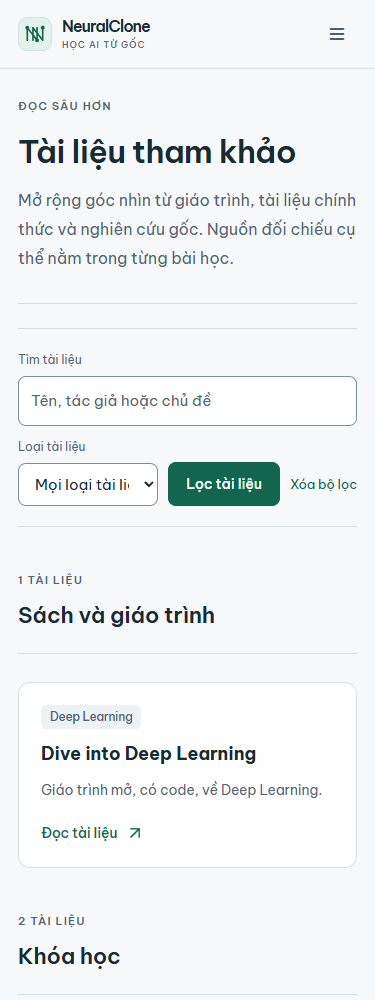 NeuralClone
HỌC AI TỪ GỐC
ĐỌC SÂU HƠN
Tài liệu tham khảo
Mở rộng góc nhìn từ giáo trình, tài liệu chính
thức và nghiên cứu gốc. Nguồn đối chiếu cụ
thể nằm trong từng bài học.
Tìm tài liệu
Tên, tác giả hoặc chủ đề
Loại tài liệu
Mọi loại tài li
Lọc tài liệu
Xóa bộ lọc
1 TÀI LIỆU
Sách và giáo trình
Deep Learning
Dive into Deep Learning
Giáo trình mở, có code, về Deep Learning.
Đọc tài liệu
2 TÀI LIỆU
Khóa học